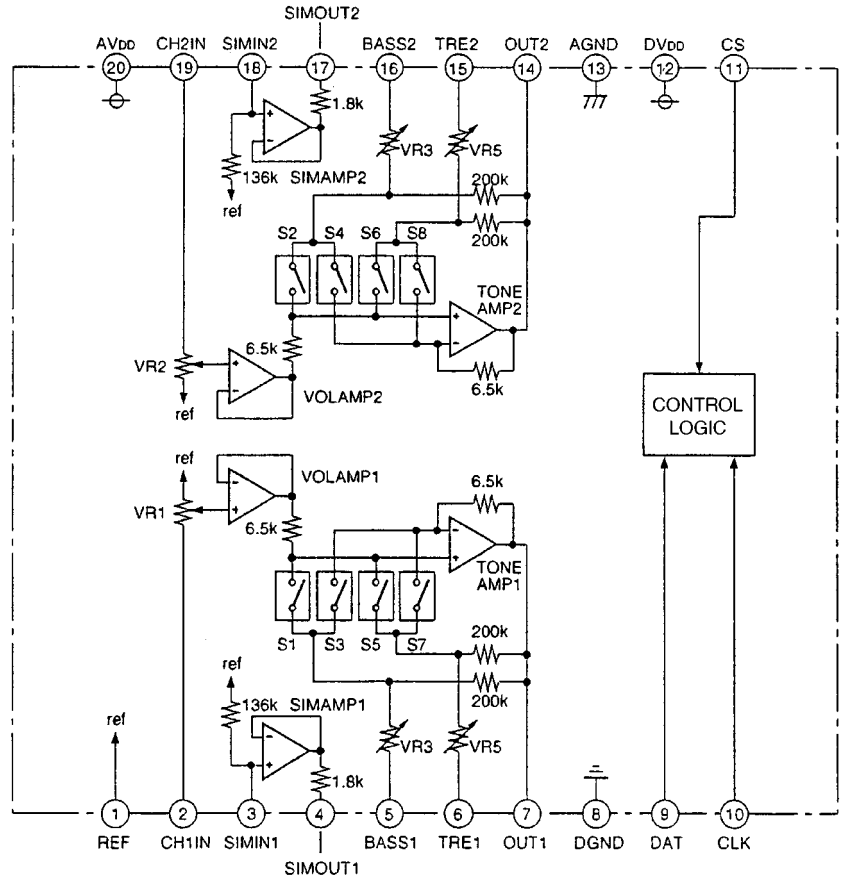 SIMOUT2
AVDD CH2IN SIMIN2 BASS2 TRE2 OUT2 AGND DVDD CS
20 19 18 17 16 15 14 13 12 11
1.8k
+
−
VR3 VR5
136k SIMAMP2
ref
200k
200k
S2 S4 S6 S8
TONE
AMP2
+
−
6.5k
6.5k
VR2
+
−
ref
VOLAMP2
CONTROL
LOGIC
ref
VOLAMP1
−
+
VR1
6.5k
6.5k
−
+
TONE
AMP1
S1 S3 S5 S7
200k
200k
ref
136k SIMAMP1
−
+
ref
VR3 VR5
1.8k
1 2 3 4 5 6 7 8 9 10
REF CH1IN SIMIN1 BASS1 TRE1 OUT1 DGND DAT CLK
SIMOUT1